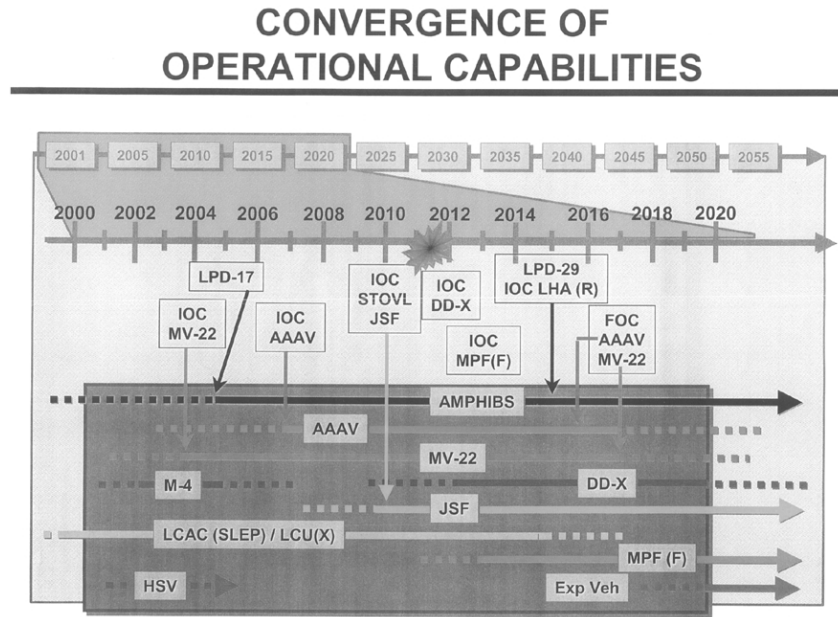 CONVERGENCE OF
OPERATIONAL CAPABILITIES
2001 2005 2010 2015 2020 2025 2030 2035 2040 2045 2050 2055
2000 2002 2004 2006 2008 2010 2012 2014 2016 2018 2020
LPD-17
IOC
STOVL
JSF
IOC
DD-X
LPD-29
IOC LHA (R)
IOC
MV-22
IOC
AAAV
IOC
MPF(F)
FOC
AAAV
MV-22
AMPHIBS
AAAV
MV-22
M-4
DD-X
JSF
LCAC (SLEP) / LCU(X)
MPF (F)
HSV
Exp Veh